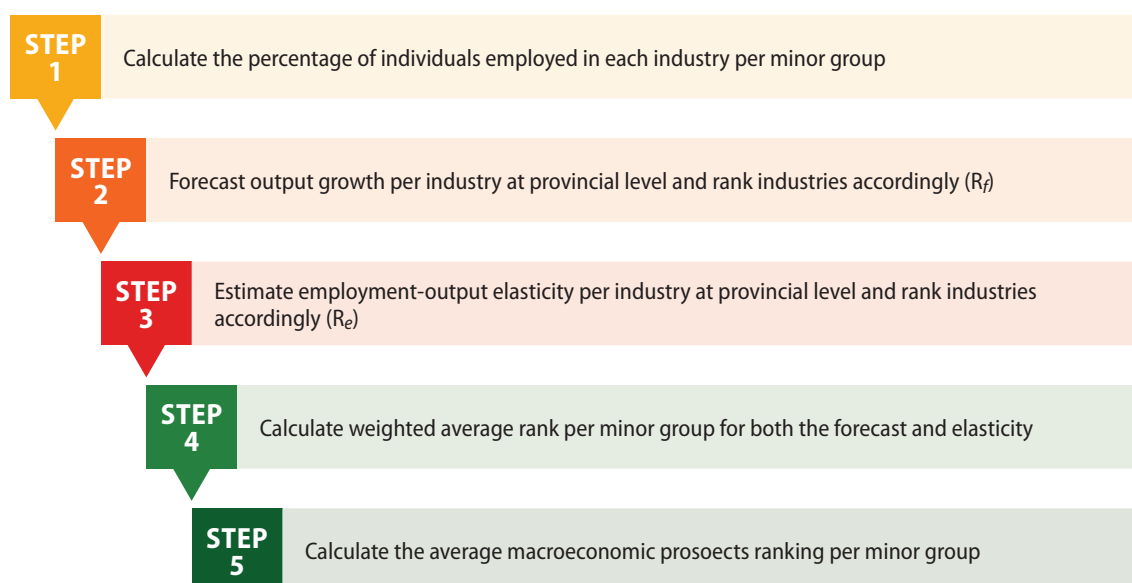 STEP
1
Calculate the percentage of individuals employed in each industry per minor group
STEP
2
Forecast output growth per industry at provincial level and rank industries accordingly (Rf)
STEP
3
Estimate employment-output elasticity per industry at provincial level and rank industries
accordingly (Re)
STEP
4
Calculate weighted average rank per minor group for both the forecast and elasticity
STEP
5
Calculate the average macroeconomic prosoects ranking per minor group